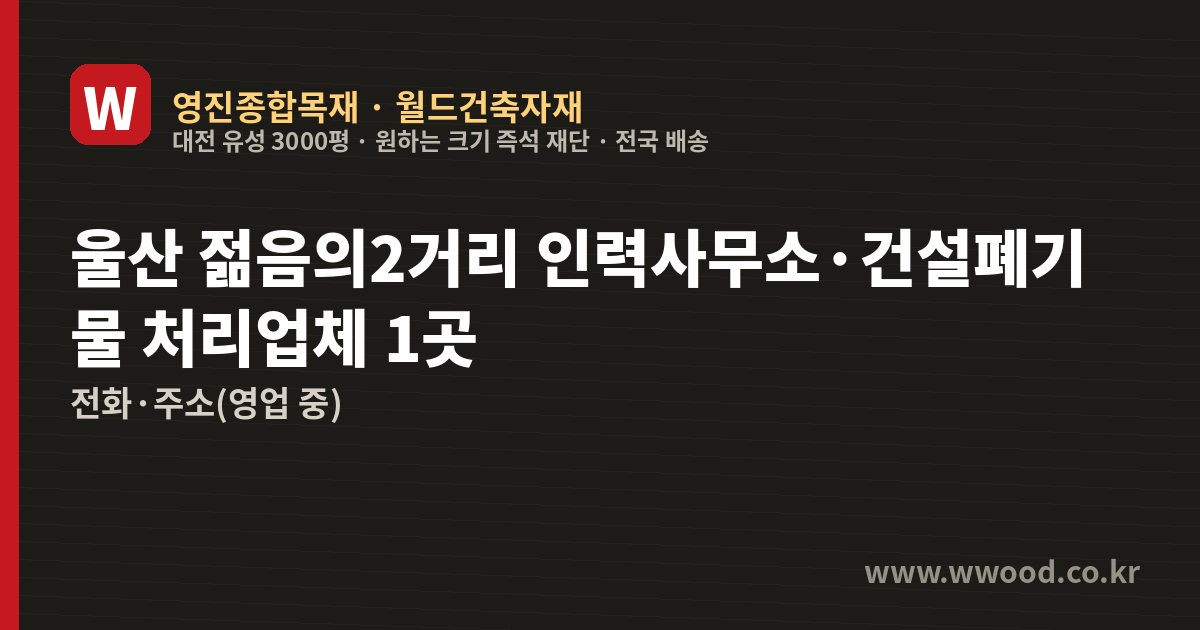 W
영진종합목재 · 월드건축자재
대전 유성 3000평 · 원하는 크기 즉석 재단 · 전국 배송
울산 젊음의2거리 인력사무소·건설폐기
물 처리업체 1곳
전화·주소(영업 중)
www.wwood.co.kr